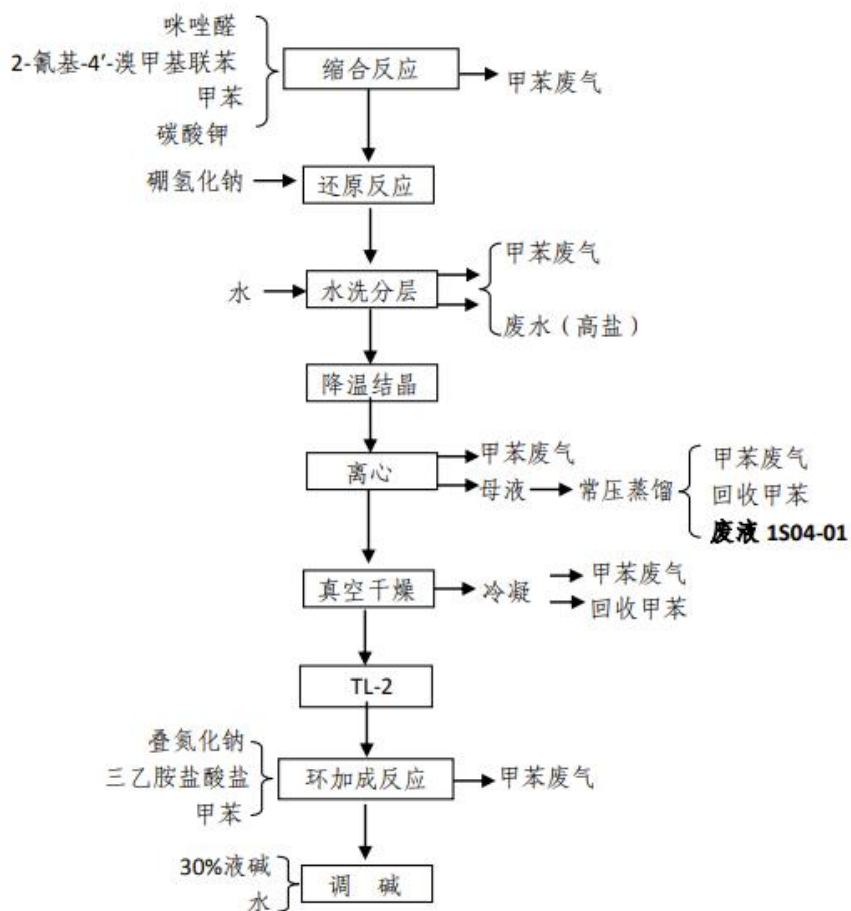 咪唑醛
2-氰基-4′-溴甲基联苯
甲苯
碳酸钾
缩合反应
甲苯废气
硼氢化钠
还原反应
水
水洗分层
甲苯废气
废水（高盐）
降温结晶
离心
甲苯废气
母液
常压蒸馏
甲苯废气
回收甲苯
废液 1S04-01
真空干燥
冷凝
甲苯废气
回收甲苯
TL-2
叠氮化钠
三乙胺盐酸盐
甲苯
环加成反应
甲苯废气
30%液碱
水
调 碱